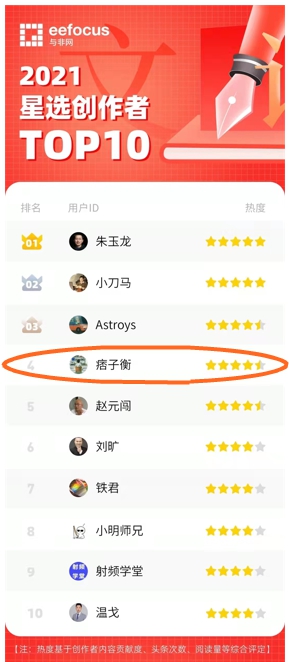 eefocus
与非网
2021
星选创作者
TOP10
排名 用户ID 热度
01 朱玉龙
02 小刀马
03 Astroys
4 痞子衡
5 赵元闯
6 刘旷
7 铁君
8 小明师兄
9 射频学堂 射频学堂
10 温戈
【注：热度基于创作者内容贡献度、头条次数、阅读量等综合评定】